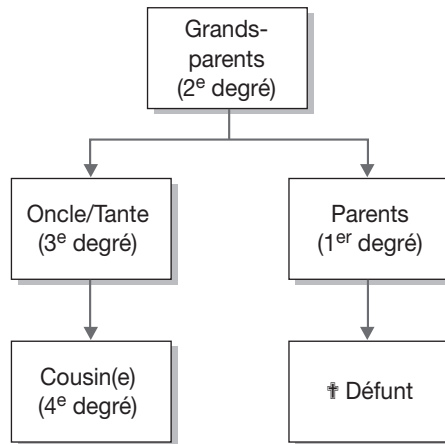 Grands-
parents
(2e degré)
Oncle/Tante
(3e degré)
Parents
(1er degré)
Cousin(e)
(4e degré)
✟ Défunt